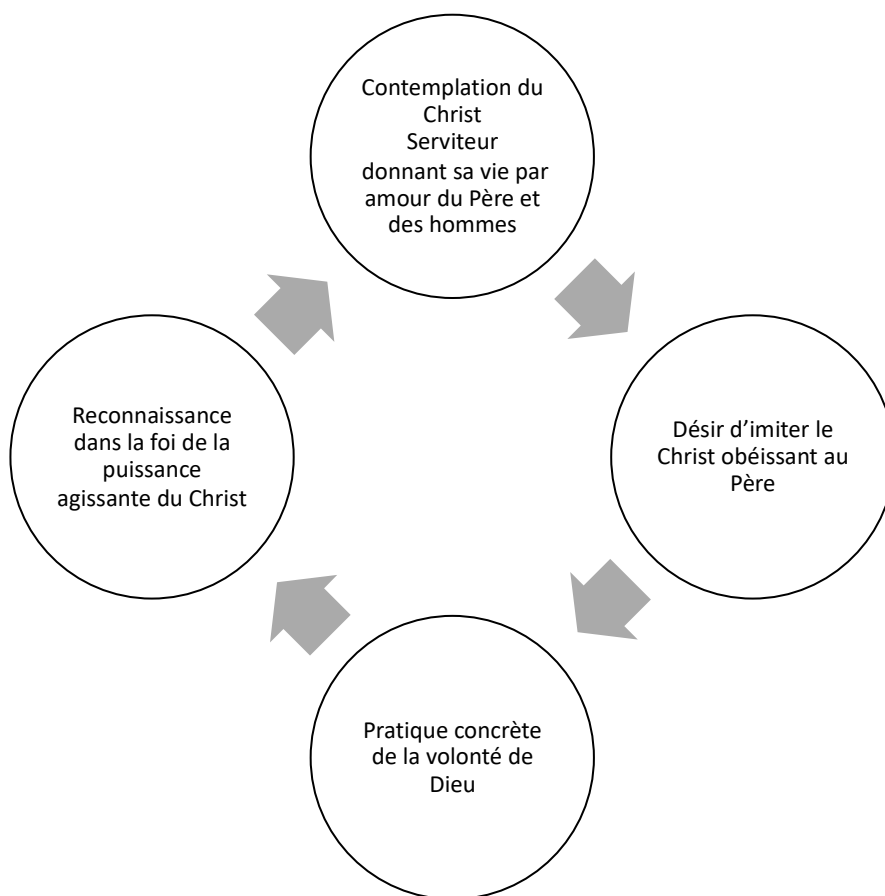 Contemplation du
Christ
Serviteur
donnant sa vie par
amour du Père et
des hommes
Désir d’imiter le
Christ obéissant au
Père
Pratique concrète
de la volonté de
Dieu
Reconnaissance
dans la foi de la
puissance
agissante du Christ